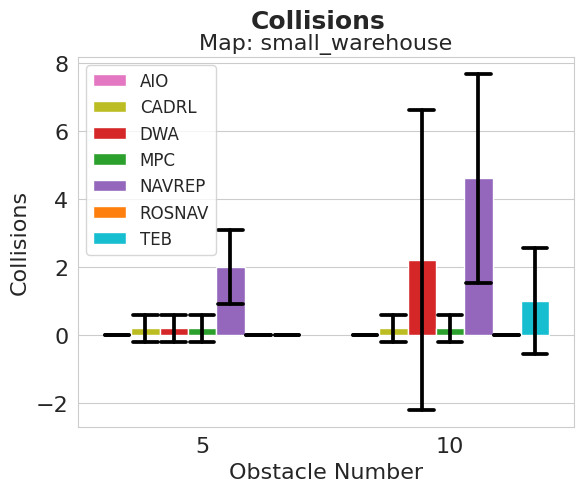 Collisions
Map: small_warehouse
Collisions
8
6
4
2
0
−2
AIO
CADRL
DWA
MPC
NAVREP
ROSNAV
TEB
5
10
Obstacle Number